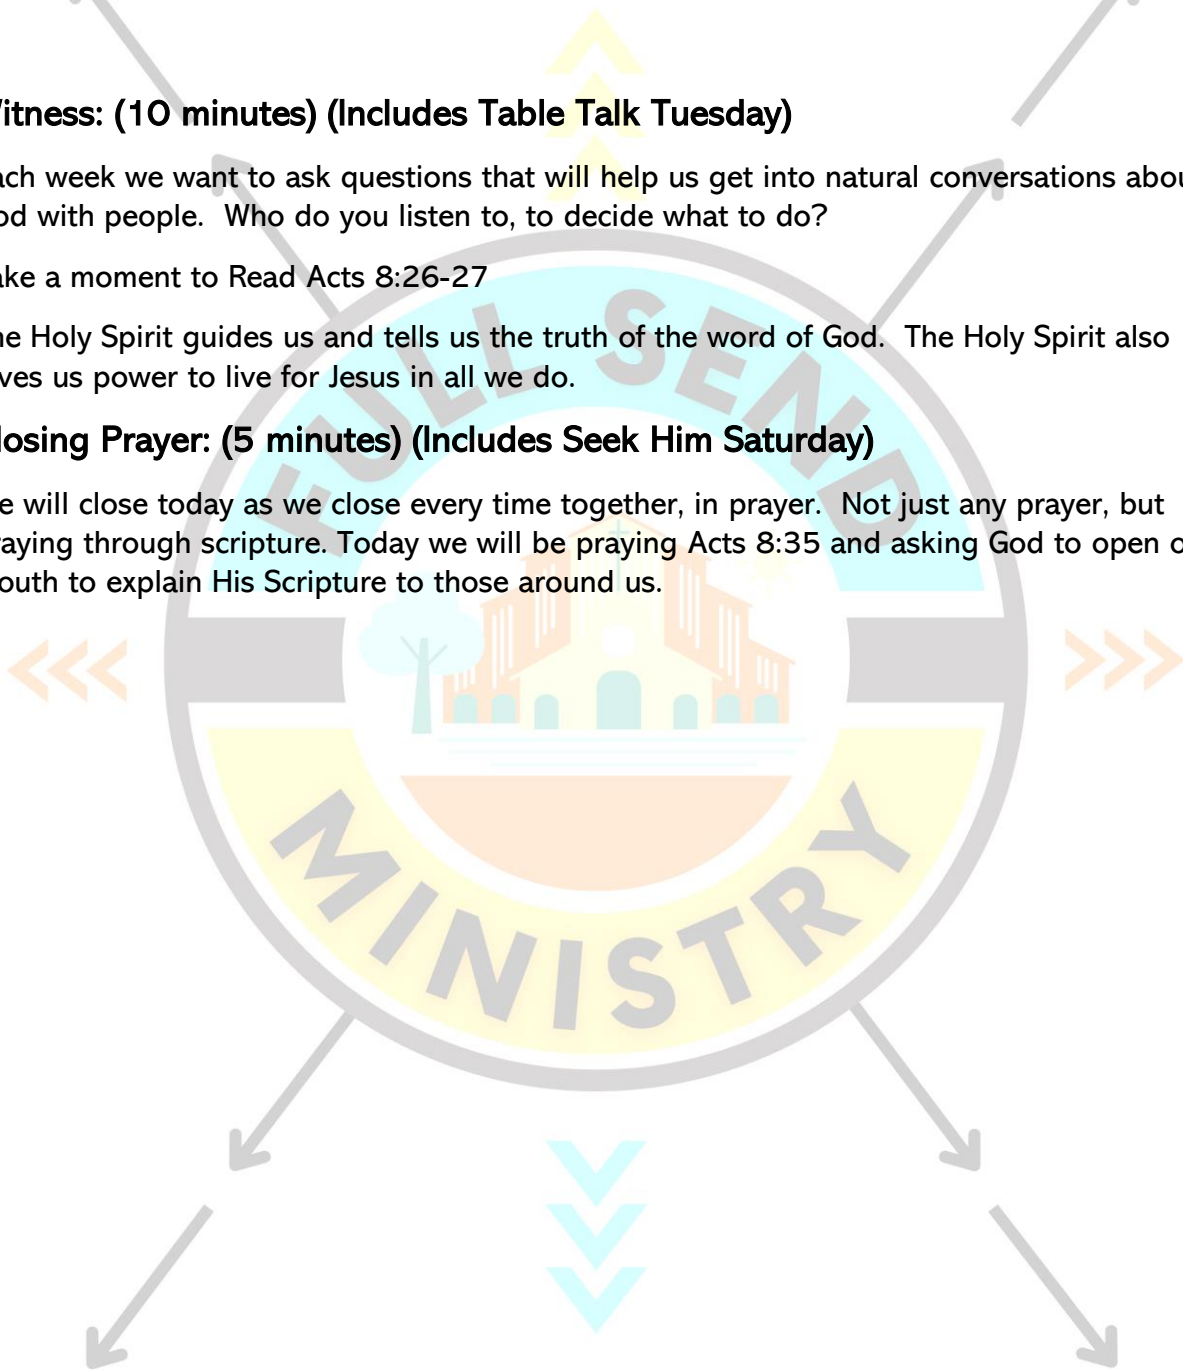 itness: (10 minutes) (Includes Table Talk Tuesday)
ach week we want to ask questions that will help us get into natural conversations abou
od with people.  Who do you listen to, to decide what to do?
ake a moment to Read Acts 8:26-27
he Holy Spirit guides us and tells us the truth of the word of God.  The Holy Spirit also
ves us power to live for Jesus in all we do.
losing Prayer: (5 minutes) (Includes Seek Him Saturday)
e will close today as we close every time together, in prayer.  Not just any prayer, but
raying through scripture. Today we will be praying Acts 8:35 and asking God to open o
outh to explain His Scripture to those around us.
FULL SEND
MINISTRY